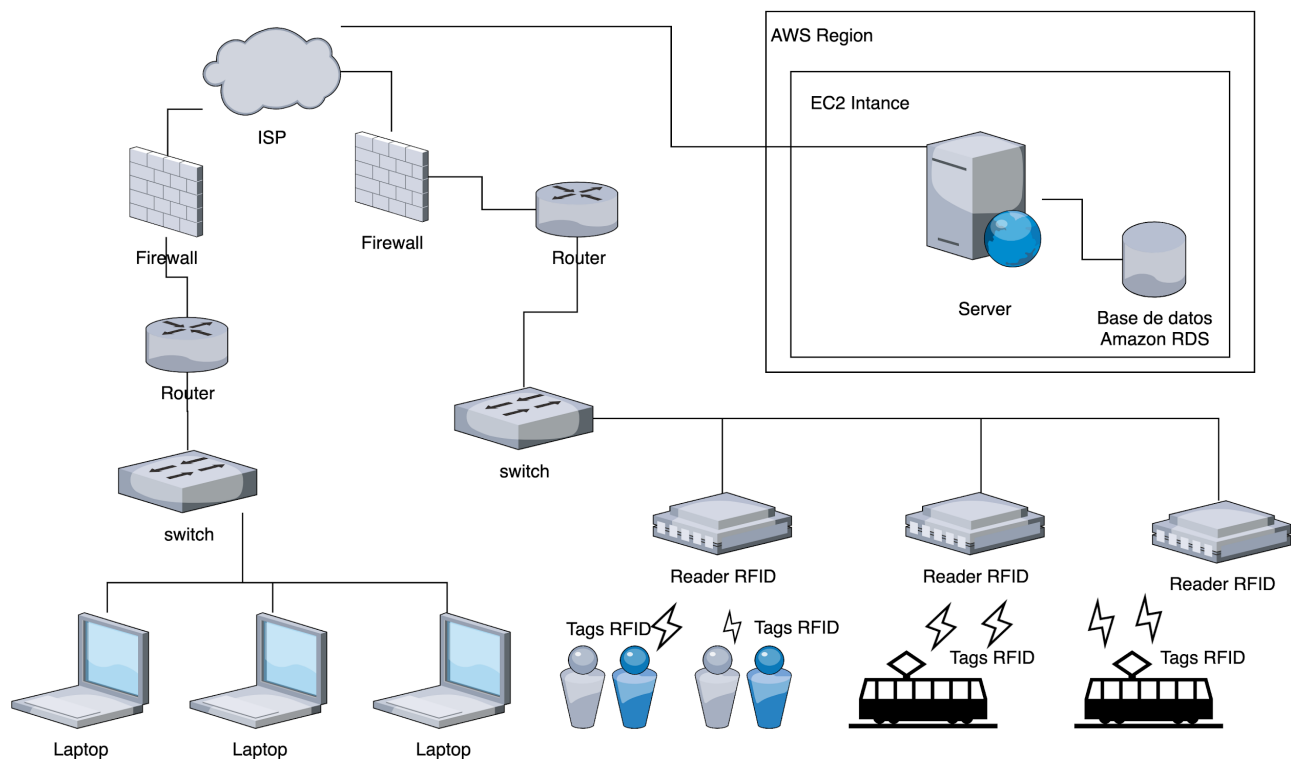 AWS Region
EC2 Intance
ISP
Firewall
Firewall
Router
Server
Base de datos
Amazon RDS
Router
switch
switch
Reader RFID
Reader RFID
Reader RFID
Tags RFID
Tags RFID
Tags RFID
Tags RFID
Laptop
Laptop
Laptop